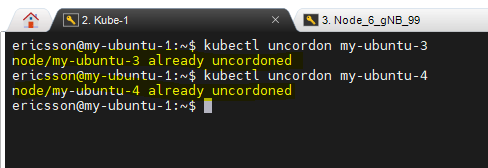 2. Kube-1
3. Node_6_gNB_99
ericsson@my-ubuntu-1:~$ kubectl uncordon my-ubuntu-3
node/my-ubuntu-3 already uncordoned
ericsson@my-ubuntu-1:~$ kubectl uncordon my-ubuntu-4
node/my-ubuntu-4 already uncordoned
ericsson@my-ubuntu-1:~$